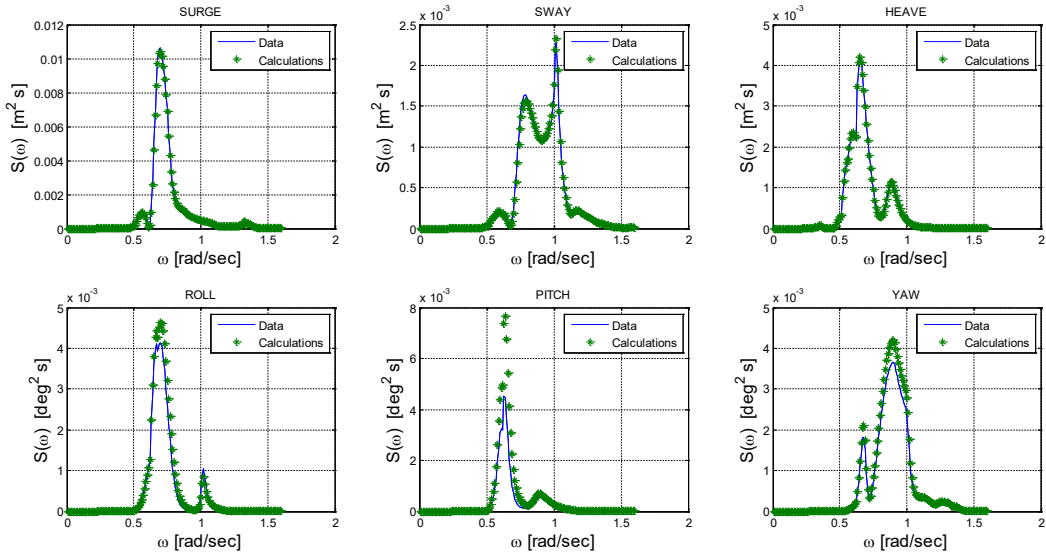 SURGE
0.012
0.01
0.008
0.006
0.004
0.002
0
S(ω) [m² s]
0 0.5 1 1.5 2
ω [rad/sec]
Data
Calculations
SWAY
x 10⁻³
2.5
2
1.5
1
0.5
0
S(ω) [m² s]
0 0.5 1 1.5 2
ω [rad/sec]
Data
Calculations
HEAVE
x 10⁻³
5
4
3
2
1
0
S(ω) [m² s]
0 0.5 1 1.5 2
ω [rad/sec]
Data
Calculations
ROLL
x 10⁻³
5
4
3
2
1
0
S(ω) [deg² s]
0 0.5 1 1.5 2
ω [rad/sec]
Data
Calculations
PITCH
x 10⁻³
8
6
4
2
0
S(ω) [deg² s]
0 0.5 1 1.5 2
ω [rad/sec]
Data
Calculations
YAW
x 10⁻³
5
4
3
2
1
0
S(ω) [deg² s]
0 0.5 1 1.5 2
ω [rad/sec]
Data
Calculations